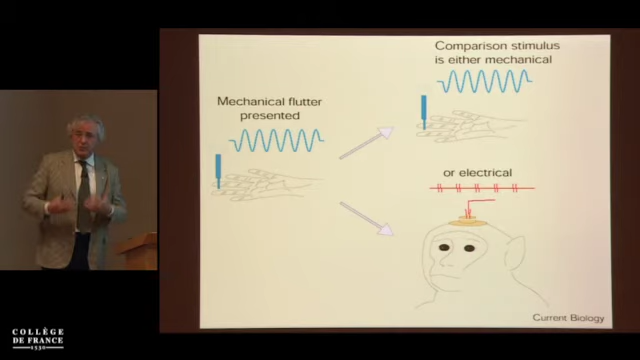 Mechanical flutter
presented
Comparison stimulus
is either mechanical
or electrical
Current Biology
COLLÈGE
DE FRANCE
1530